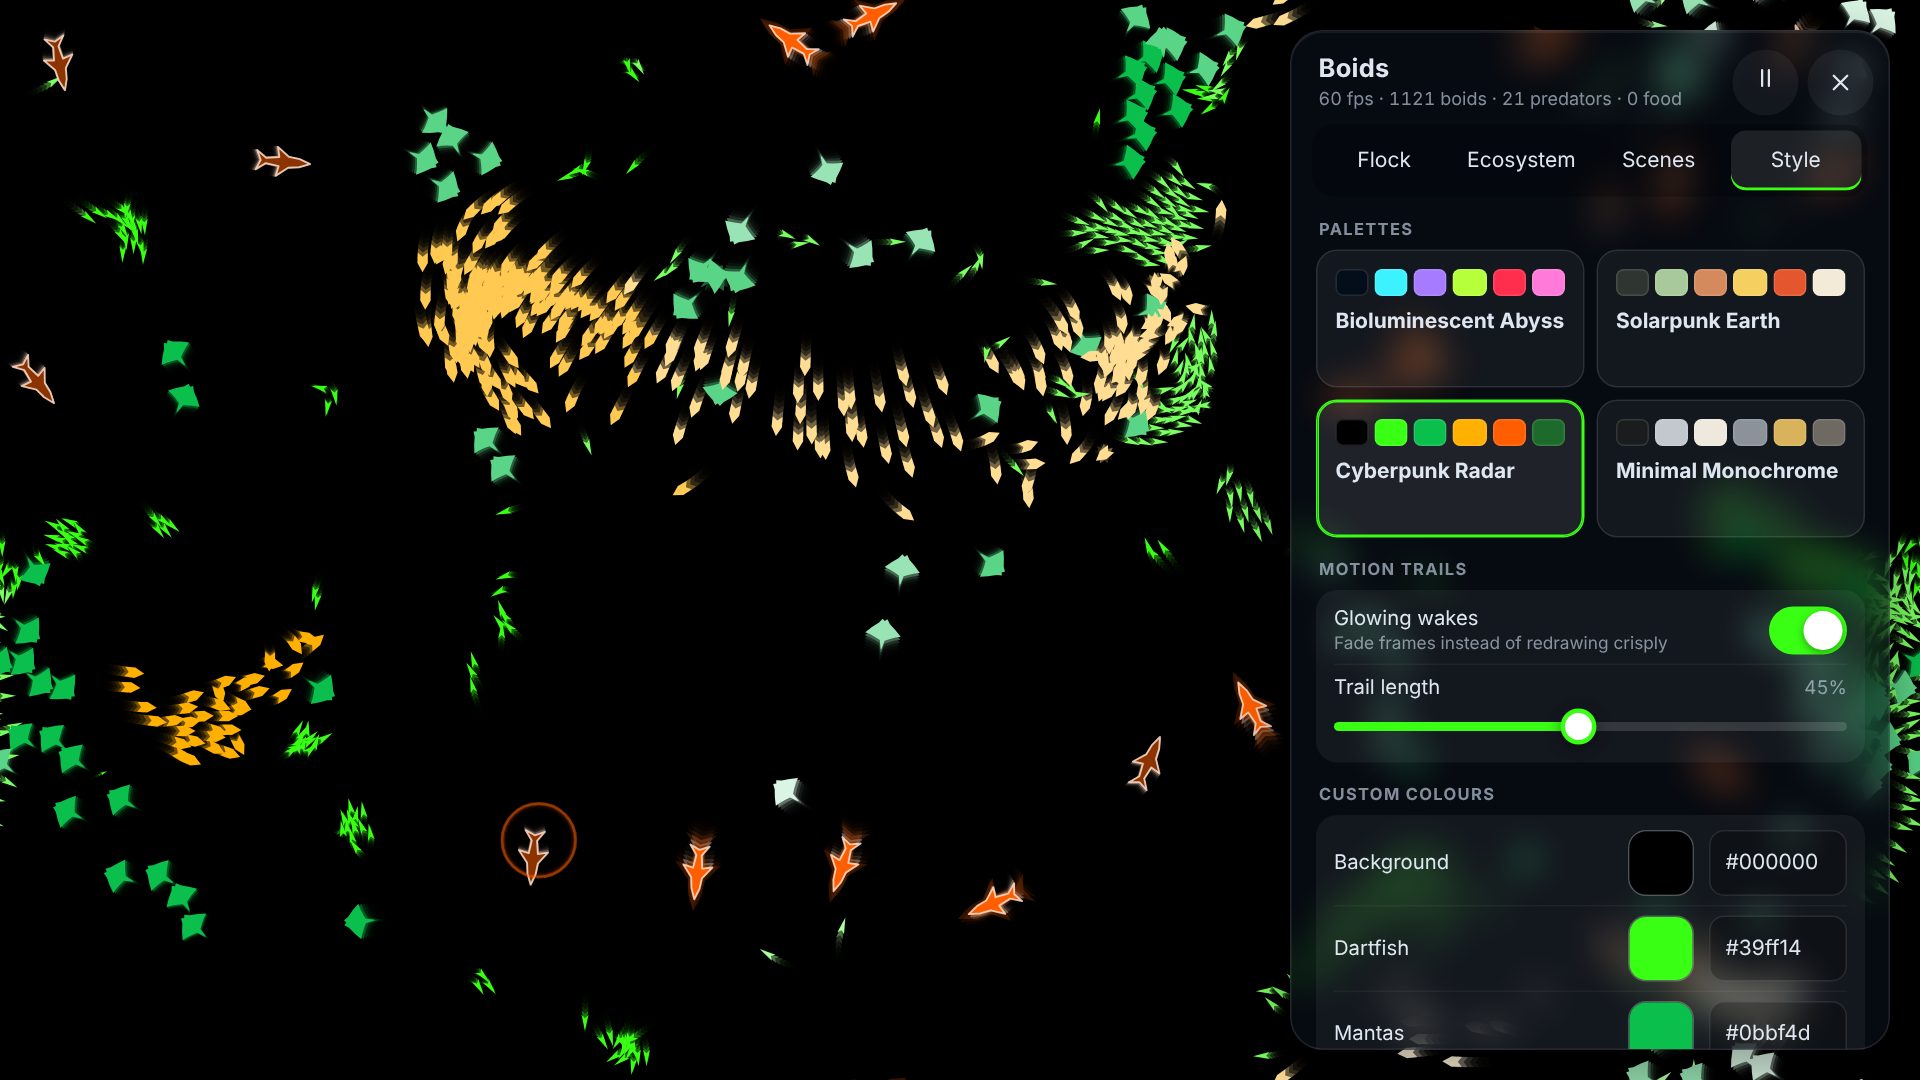 Boids
60 fps · 1121 boids · 21 predators · 0 food
Flock Ecosystem Scenes Style
PALETTES
Bioluminescent Abyss Solarpunk Earth
Cyberpunk Radar Minimal Monochrome
MOTION TRAILS
Glowing wakes
Fade frames instead of redrawing crisply
Trail length 45%
CUSTOM COLOURS
Background #000000
Dartfish #39ff14
Mantas #0bbf4d